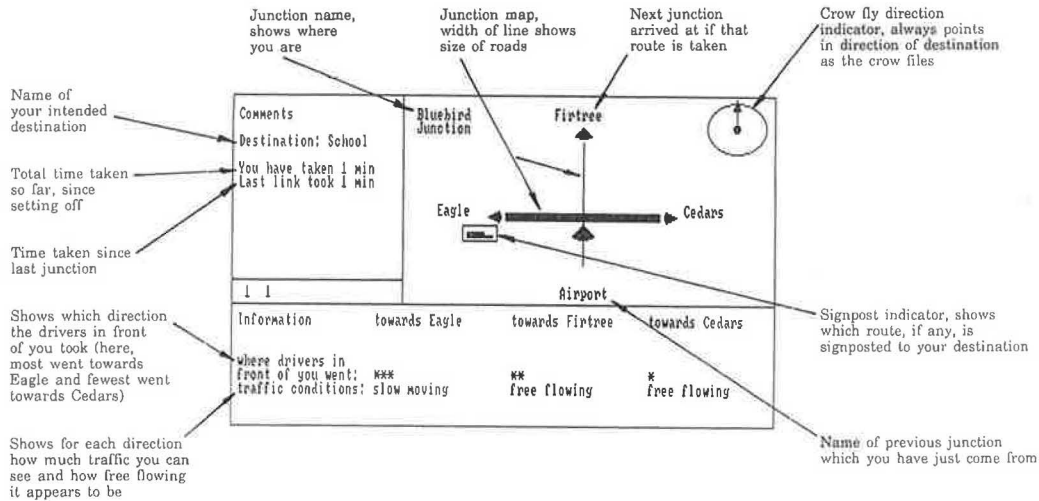 Junction name,
shows where
you are
Junction map,
width of line shows
size of roads
Next junction
arrived at if that
route is taken
Crow fly direction
indicator, always points
in direction of destination
as the crow flies
Name of
your intended
destination
Total time taken
so far, since
setting off
Time taken since
last junction
Shows which direction
the drivers in front
of you took (here,
most went towards
Eagle and fewest went
towards Cedars)
Shows for each direction
how much traffic you can
see and how free flowing
it appears to be
Comments
Destination: School
You have taken 1 min
Last link took 1 min
1 1
Bluebird
Junction
Firtree
Eagle
Cedars
Airport
Information towards Eagle towards Firtree towards Cedars
where drivers in
front of you went: *** ** *
traffic conditions: slow moving free flowing free flowing
Signpost indicator, shows
which route, if any, is
signposted to your destination
Name of previous junction
which you have just come from